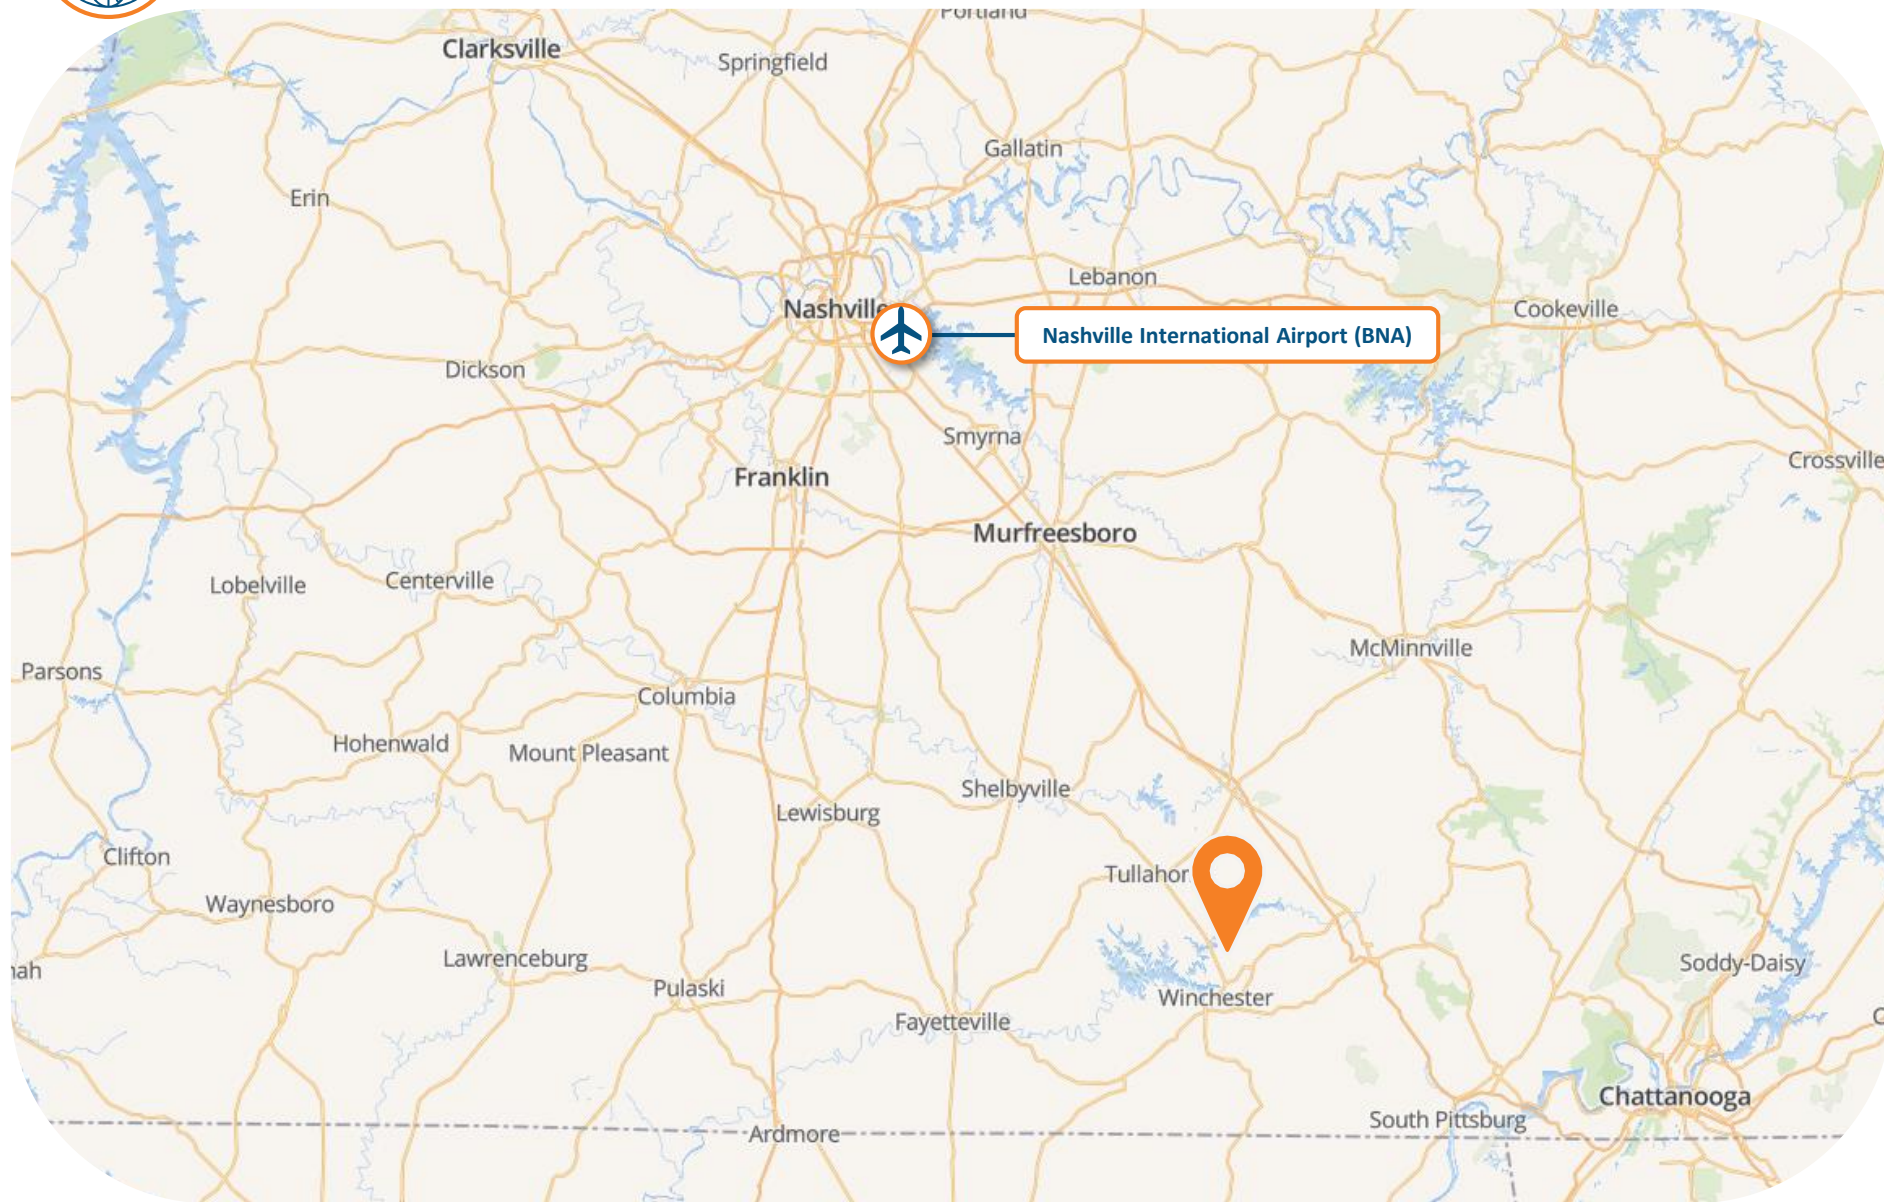 Portland
Clarksville
Springfield
Gallatin
Erin
Lebanon
Nashville
Cookeville
Nashville International Airport (BNA)
Dickson
Smyrna
Crossville
Franklin
Murfreesboro
Lobelville
Centerville
McMinnville
Parsons
Columbia
Hohenwald
Mount Pleasant
Shelbyville
Lewisburg
Clifton
Tullahor
Waynesboro
Lawrenceburg
Soddy-Daisy
nah
Pulaski
Winchester
Fayetteville
Chattanooga
South Pittsburg
Ardmore